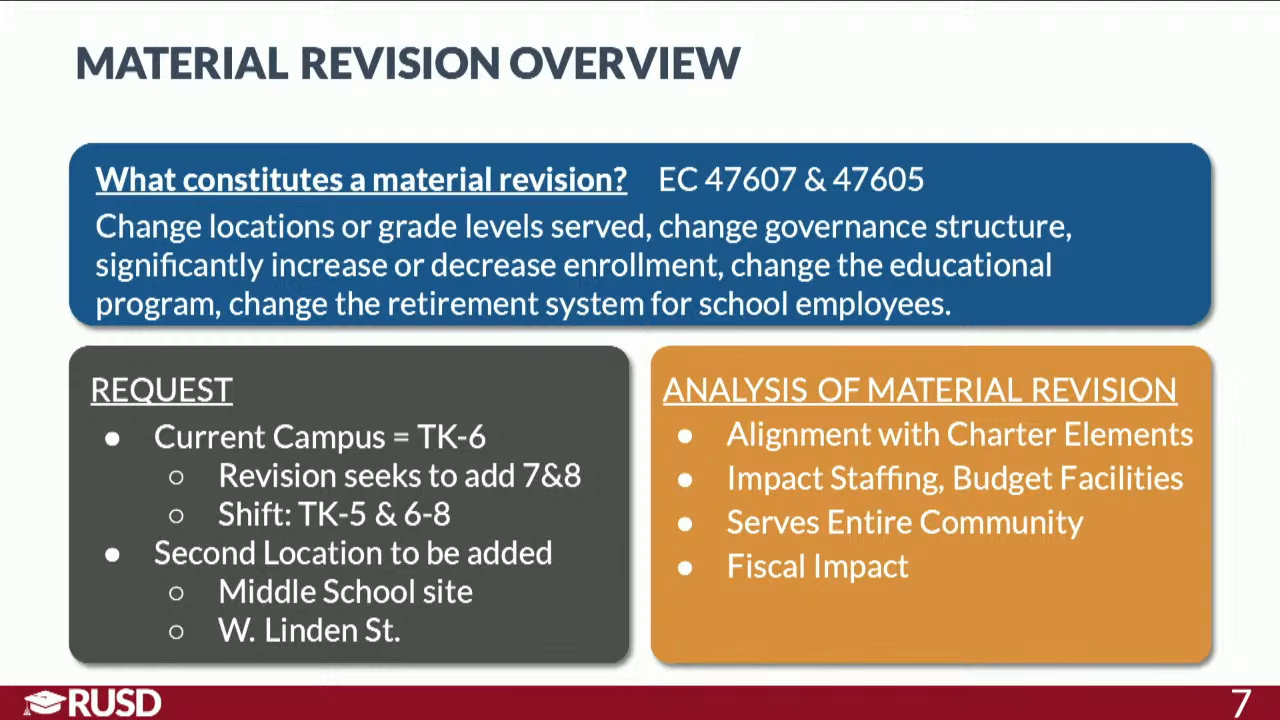 MATERIAL REVISION OVERVIEW
What constitutes a material revision? EC 47607 & 47605
Change locations or grade levels served, change governance structure,
significantly increase or decrease enrollment, change the educational
program, change the retirement system for school employees.
REQUEST
● Current Campus = TK-6
○ Revision seeks to add 7&8
○ Shift: TK-5 & 6-8
● Second Location to be added
○ Middle School site
○ W. Linden St.
ANALYSIS OF MATERIAL REVISION
● Alignment with Charter Elements
● Impact Staffing, Budget Facilities
● Serves Entire Community
● Fiscal Impact
RUSD
7